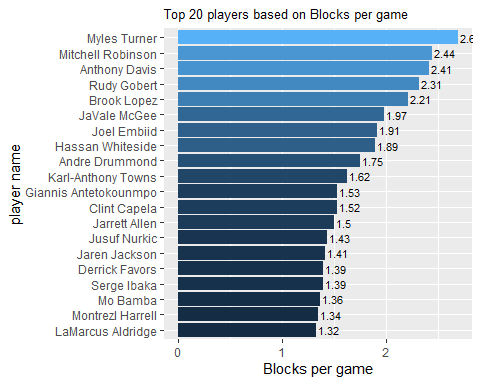 Top 20 players based on Blocks per game
Myles Turner 2.6
Mitchell Robinson 2.44
Anthony Davis 2.41
Rudy Gobert 2.31
Brook Lopez 2.21
JaVale McGee 1.97
Joel Embiid 1.91
Hassan Whiteside 1.89
Andre Drummond 1.75
Karl-Anthony Towns 1.62
Giannis Antetokounmpo 1.53
Clint Capela 1.52
Jarrett Allen 1.5
Jusuf Nurkic 1.43
Jaren Jackson 1.41
Derrick Favors 1.39
Serge Ibaka 1.39
Mo Bamba 1.36
Montrezl Harrell 1.34
LaMarcus Aldridge 1.32
player name
0 1 2
Blocks per game